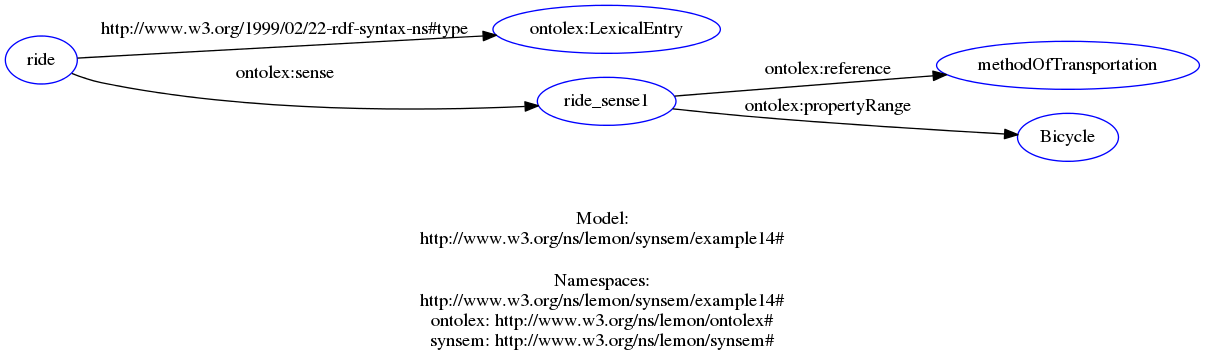 http://www.w3.org/1999/02/22-rdf-syntax-ns#type
ontolex:LexicalEntry
ride
ontolex:sense
ontolex:reference
methodOfTransportation
ride_sense1
ontolex:propertyRange
Bicycle
Model:
http://www.w3.org/ns/lemon/synsem/example14#
Namespaces:
http://www.w3.org/ns/lemon/synsem/example14#
ontolex: http://www.w3.org/ns/lemon/ontolex#
synsem: http://www.w3.org/ns/lemon/synsem#